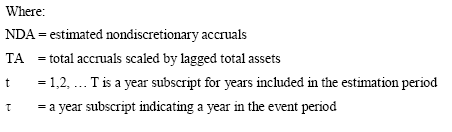 Where:
NDA = estimated nondiscretionary accruals
TA = total accruals scaled by lagged total assets
t = 1,2, … T is a year subscript for years included in the estimation period
τ = a year subscript indicating a year in the event period